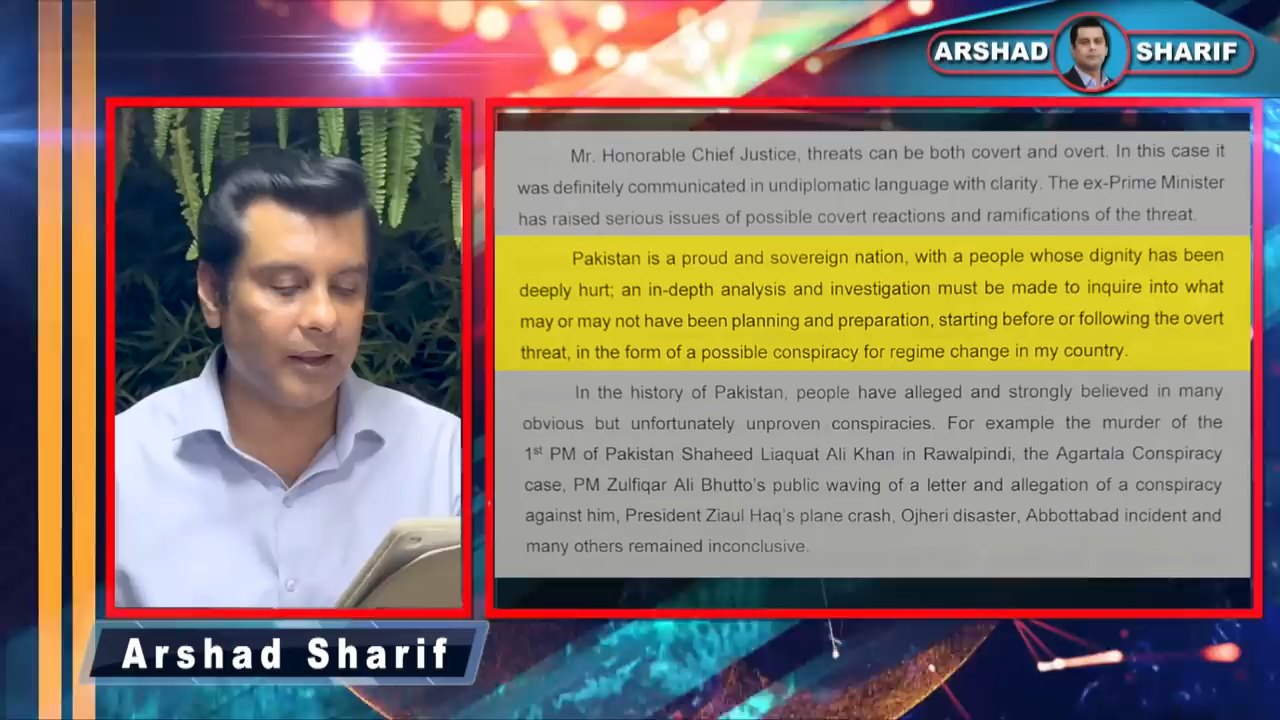 ARSHAD SHARIF
Mr. Honorable Chief Justice, threats can be both covert and overt. In this case it
was definitely communicated in undiplomatic language with clarity. The ex-Prime Minister
has raised serious issues of possible covert reactions and ramifications of the threat.
Pakistan is a proud and sovereign nation, with a people whose dignity has been
deeply hurt; an in-depth analysis and investigation must be made to inquire into what
may or may not have been planning and preparation, starting before or following the overt
threat, in the form of a possible conspiracy for regime change in my country.
In the history of Pakistan, people have alleged and strongly believed in many
obvious but unfortunately unproven conspiracies. For example the murder of the
1st PM of Pakistan Shaheed Liaquat Ali Khan in Rawalpindi, the Agartala Conspiracy
case, PM Zulfiqar Ali Bhutto's public waving of a letter and allegation of a conspiracy
against him, President Ziaul Haq's plane crash, Ojheri disaster, Abbottabad incident and
many others remained inconclusive.
Arshad Sharif